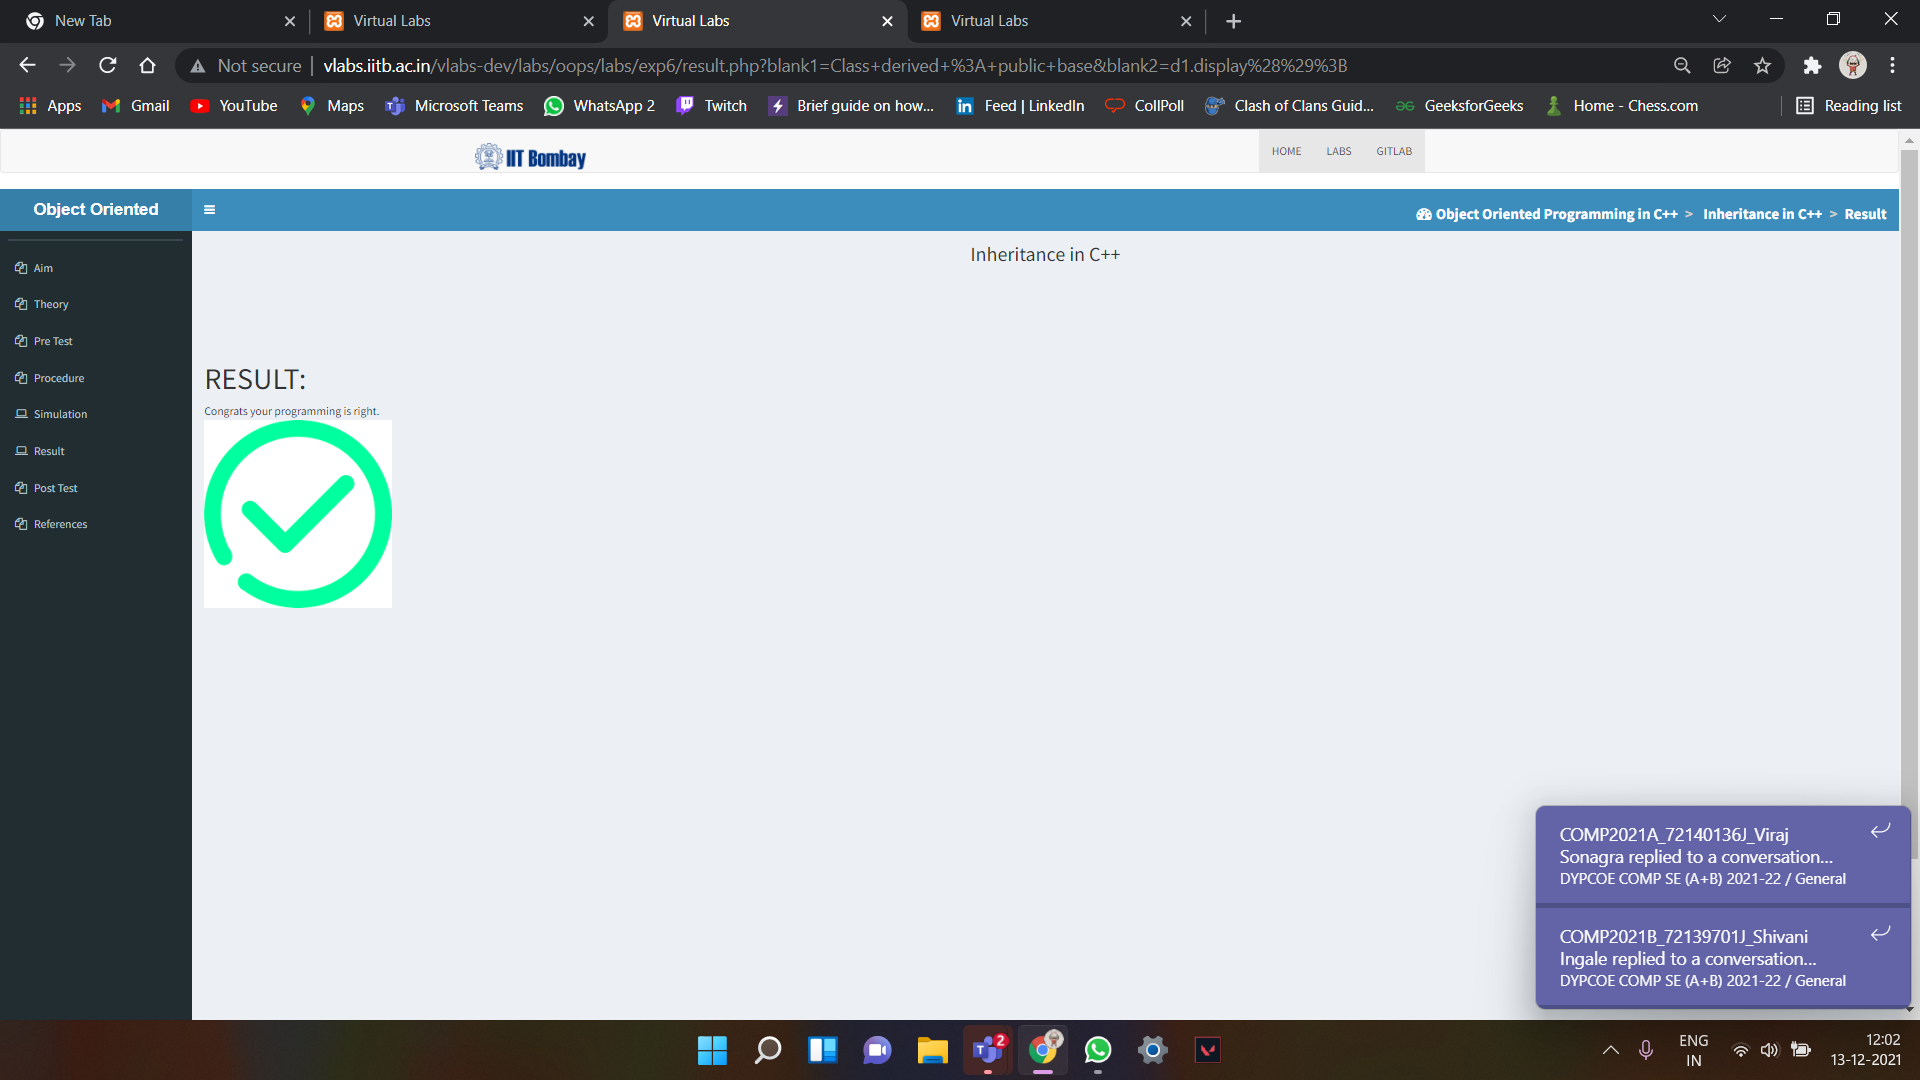 New Tab
Virtual Labs
Virtual Labs
Virtual Labs
Not secure
vlabs.iitb.ac.in/vlabs-dev/labs/oops/labs/exp6/result.php?blank1=Class+derived+%3A+public+base&blank2=d1.display%28%29%3B
Apps
Gmail
YouTube
Maps
Microsoft Teams
WhatsApp 2
Twitch
Brief guide on how...
Feed | LinkedIn
CollPoll
Clash of Clans Guid...
GeeksforGeeks
Home - Chess.com
Reading list
IIT Bombay
HOME
LABS
GITLAB
Object Oriented
Object Oriented Programming in C++ > Inheritance in C++ > Result
Aim
Theory
Pre Test
Procedure
Simulation
Result
Post Test
References
Inheritance in C++
RESULT:
Congrats your programming is right.
COMP2021A_72140136J_Viraj
Sonagra replied to a conversation...
DYPCOE COMP SE (A+B) 2021-22 / General
COMP2021B_72139701J_Shivani
Ingale replied to a conversation...
DYPCOE COMP SE (A+B) 2021-22 / General
2
ENG
IN
12:02
13-12-2021